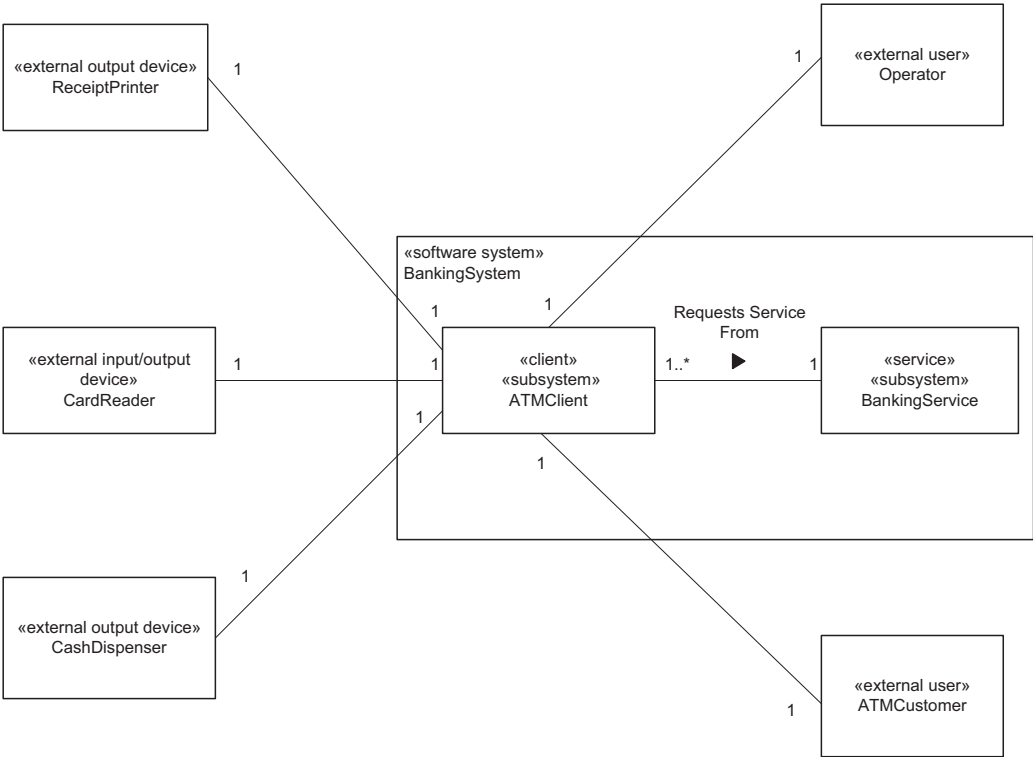 «external output device»
ReceiptPrinter
1
1
«external user»
Operator
«software system»
BankingSystem
1
1
Requests Service
From
«external input/output
device»
CardReader
1
1
«client»
«subsystem»
ATMClient
1..*
1
«service»
«subsystem»
BankingService
1
1
1
«external output device»
CashDispenser
«external user»
ATMCustomer
1